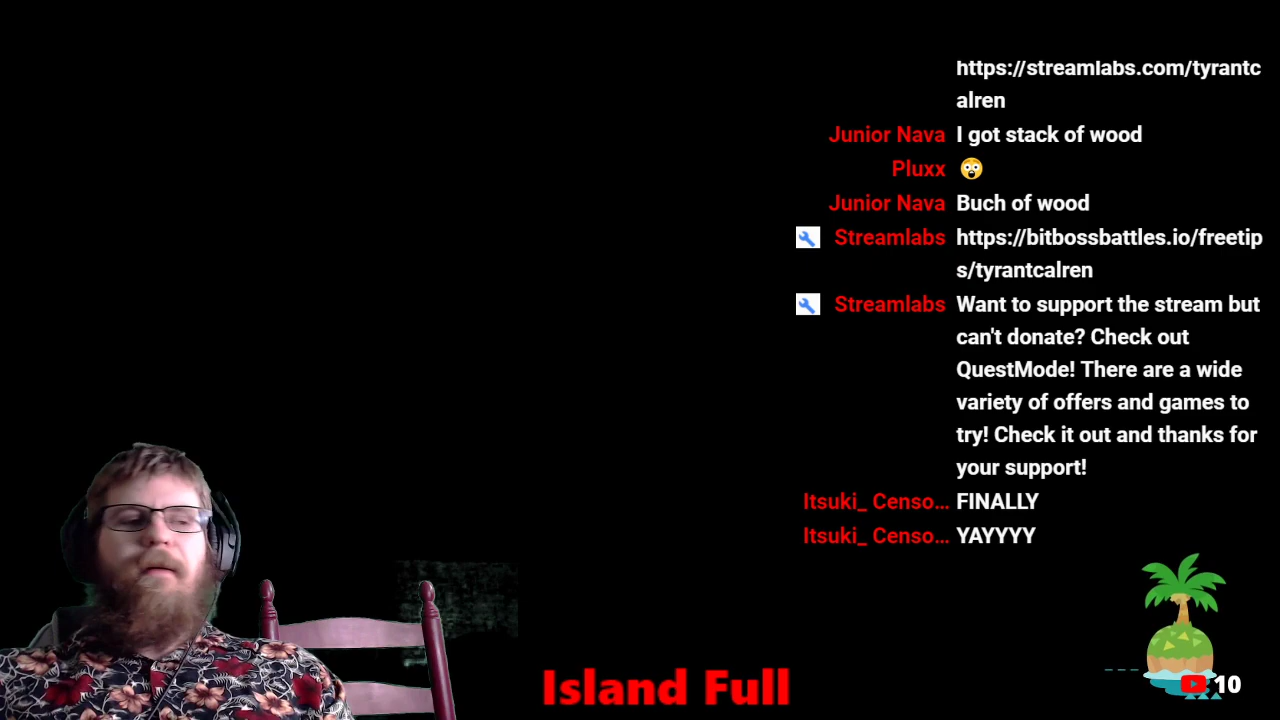 https://streamlabs.com/tyrantc
alren
Junior Nava I got stack of wood
Pluxx 😲
Junior Nava Buch of wood
Streamlabs https://bitbossbattles.io/freetip
s/tyrantcalren
Streamlabs Want to support the stream but
can't donate? Check out
QuestMode! There are a wide
variety of offers and games to
try! Check it out and thanks for
your support!
Itsuki_ Censo... FINALLY
Itsuki_ Censo... YAYYYY
Island Full
10